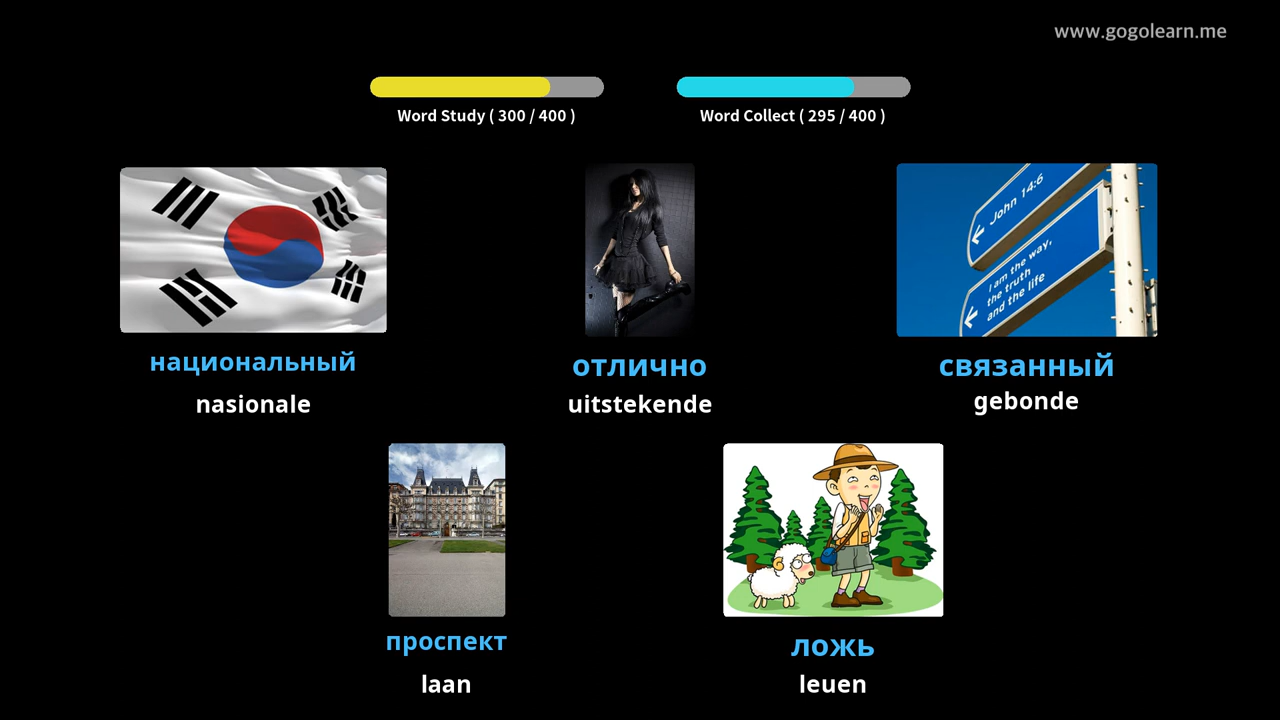 www.gogolearn.me
Word Study ( 300 / 400 )
Word Collect ( 295 / 400 )
John 14:6
I am the way,
the truth
and the life
национальный
nasionale
отлично
uitstekende
связанный
gebonde
проспект
laan
ложь
leuen